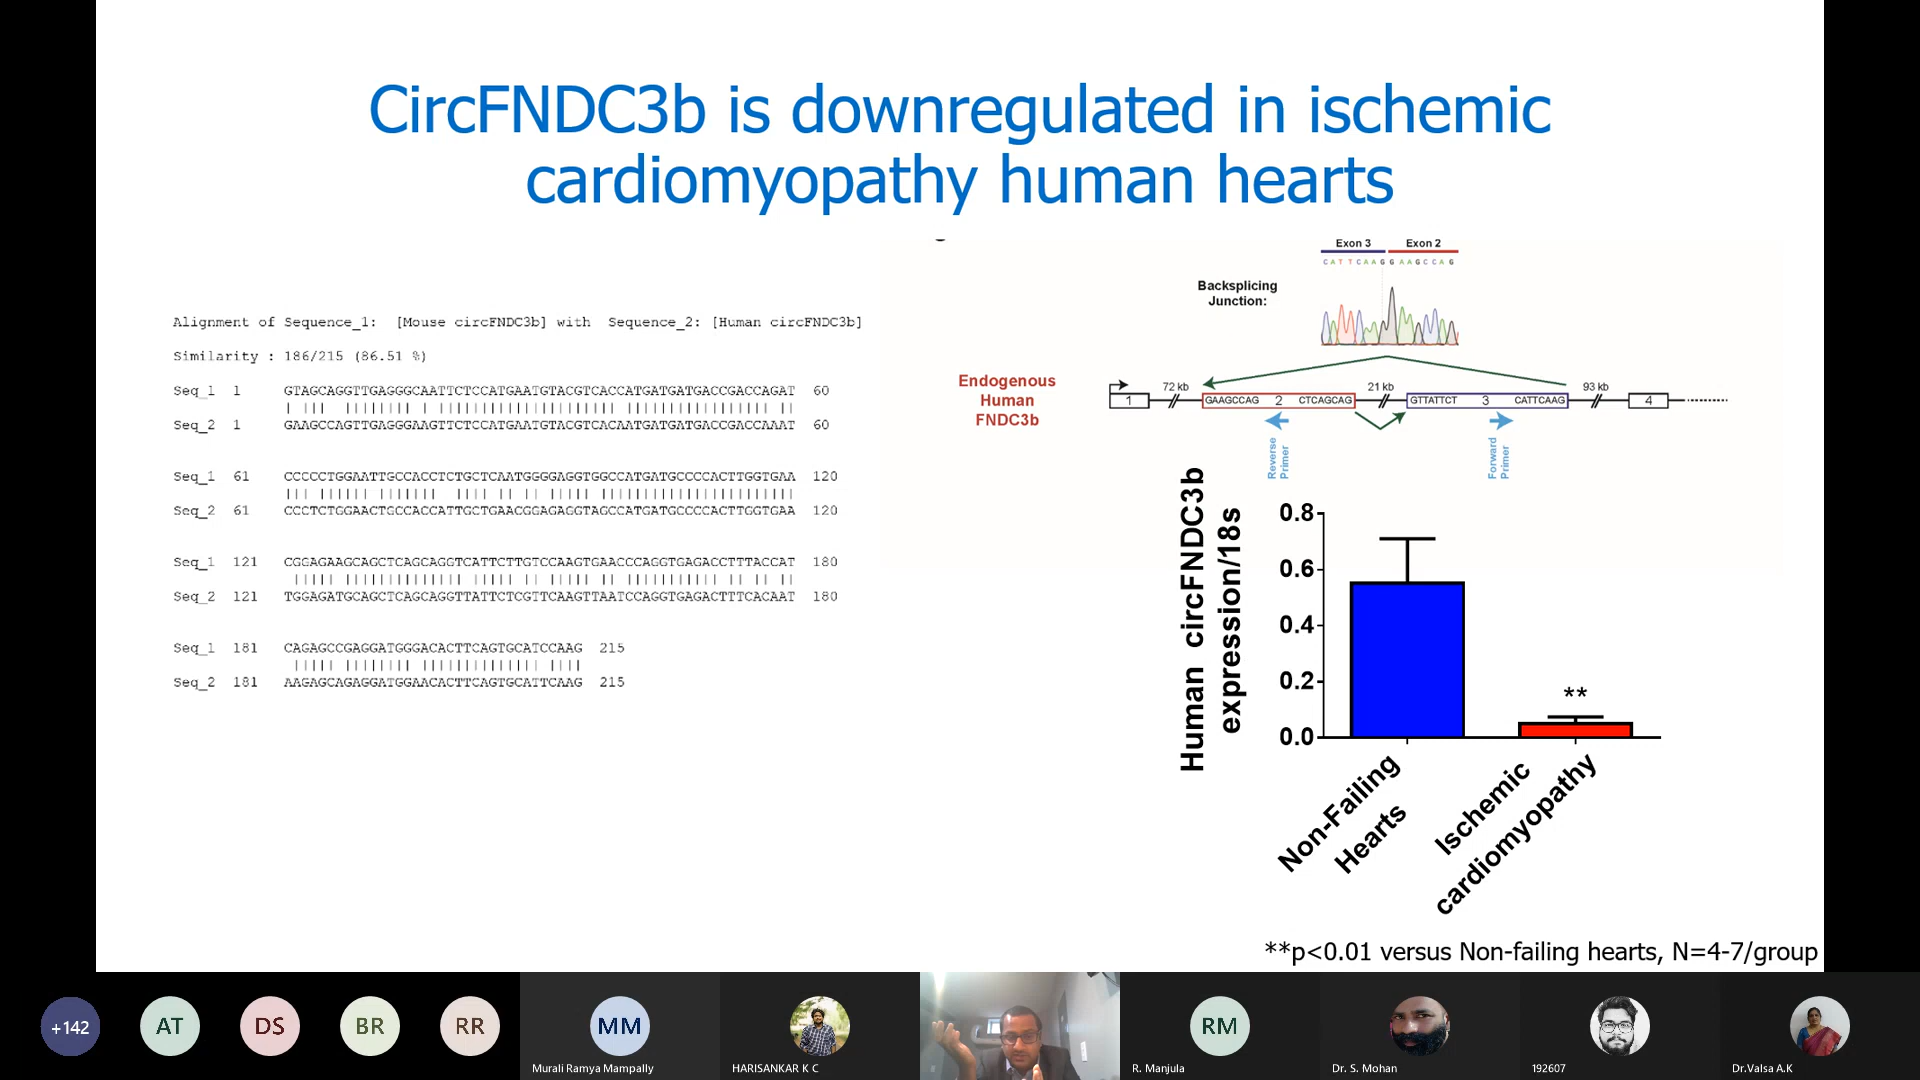 CircFNDC3b is downregulated in ischemic
cardiomyopathy human hearts
Alignment of Sequence_1: [Mouse circFNDC3b] with Sequence_2: [Human circFNDC3b]
Similarity : 186/215 (86.51 %)
Seq_1 1 GTAGCAGGTTGAGGGCAATTCTCCATGAATGTACGTCACCATGATGATGACCGACCAGAT 60
Seq_2 1 GAAGCCAGTTGAGGGAAGTTCTCCATGAATGTACGTCACAATGATGATGACCGACCAAAT 60
Seq_1 61 CCCCCTGGAATTGCCACCTCTGCTCAATGGGGAGGTGGCCATGATGCCCCACTTGGTGAA 120
Seq_2 61 CCCTCTGGAACTGCCACCATTGCTGAACGGAGAGGTAGCCATGATGCCCCACTTGGTGAA 120
Seq_1 121 CGGAGAAGCAGCTCAGCAGGTCATTCTTGTCCAAGTGAACCCAGGTGAGACCTTTACCAT 180
Seq_2 121 TGGAGATGCAGCTCAGCAGGTTATTCTCGTTCAAGTTAATCCAGGTGAGACTTTCACAAT 180
Seq_1 181 CAGAGCCGAGGATGGGACACTTCAGTGCATCCAAG 215
Seq_2 181 AAGAGCAGAGGATGGAACACTTCAGTGCATTCAAG 215
Exon 3 Exon 2
CATTCAAGGAAGCCAG
Backsplicing
Junction:
Endogenous
Human
FNDC3b
72 kb 21 kb 93 kb
1 GAAGCCAG 2 CTCAGCAG GTTATTCT 3 CATTCAAG 4
Reverse
Primer
Forward
Primer
Human circFNDC3b
expression/18s
0.8
0.6
0.4
0.2
0.0
**
Non-Failing
Hearts
Ischemic
cardiomyopathy
**p<0.01 versus Non-failing hearts, N=4-7/group
+142 AT DS BR RR MM RM
Murali Ramya Mampally HARISANKAR K C R. Manjula Dr. S. Mohan 192607 Dr.Valsa A.K